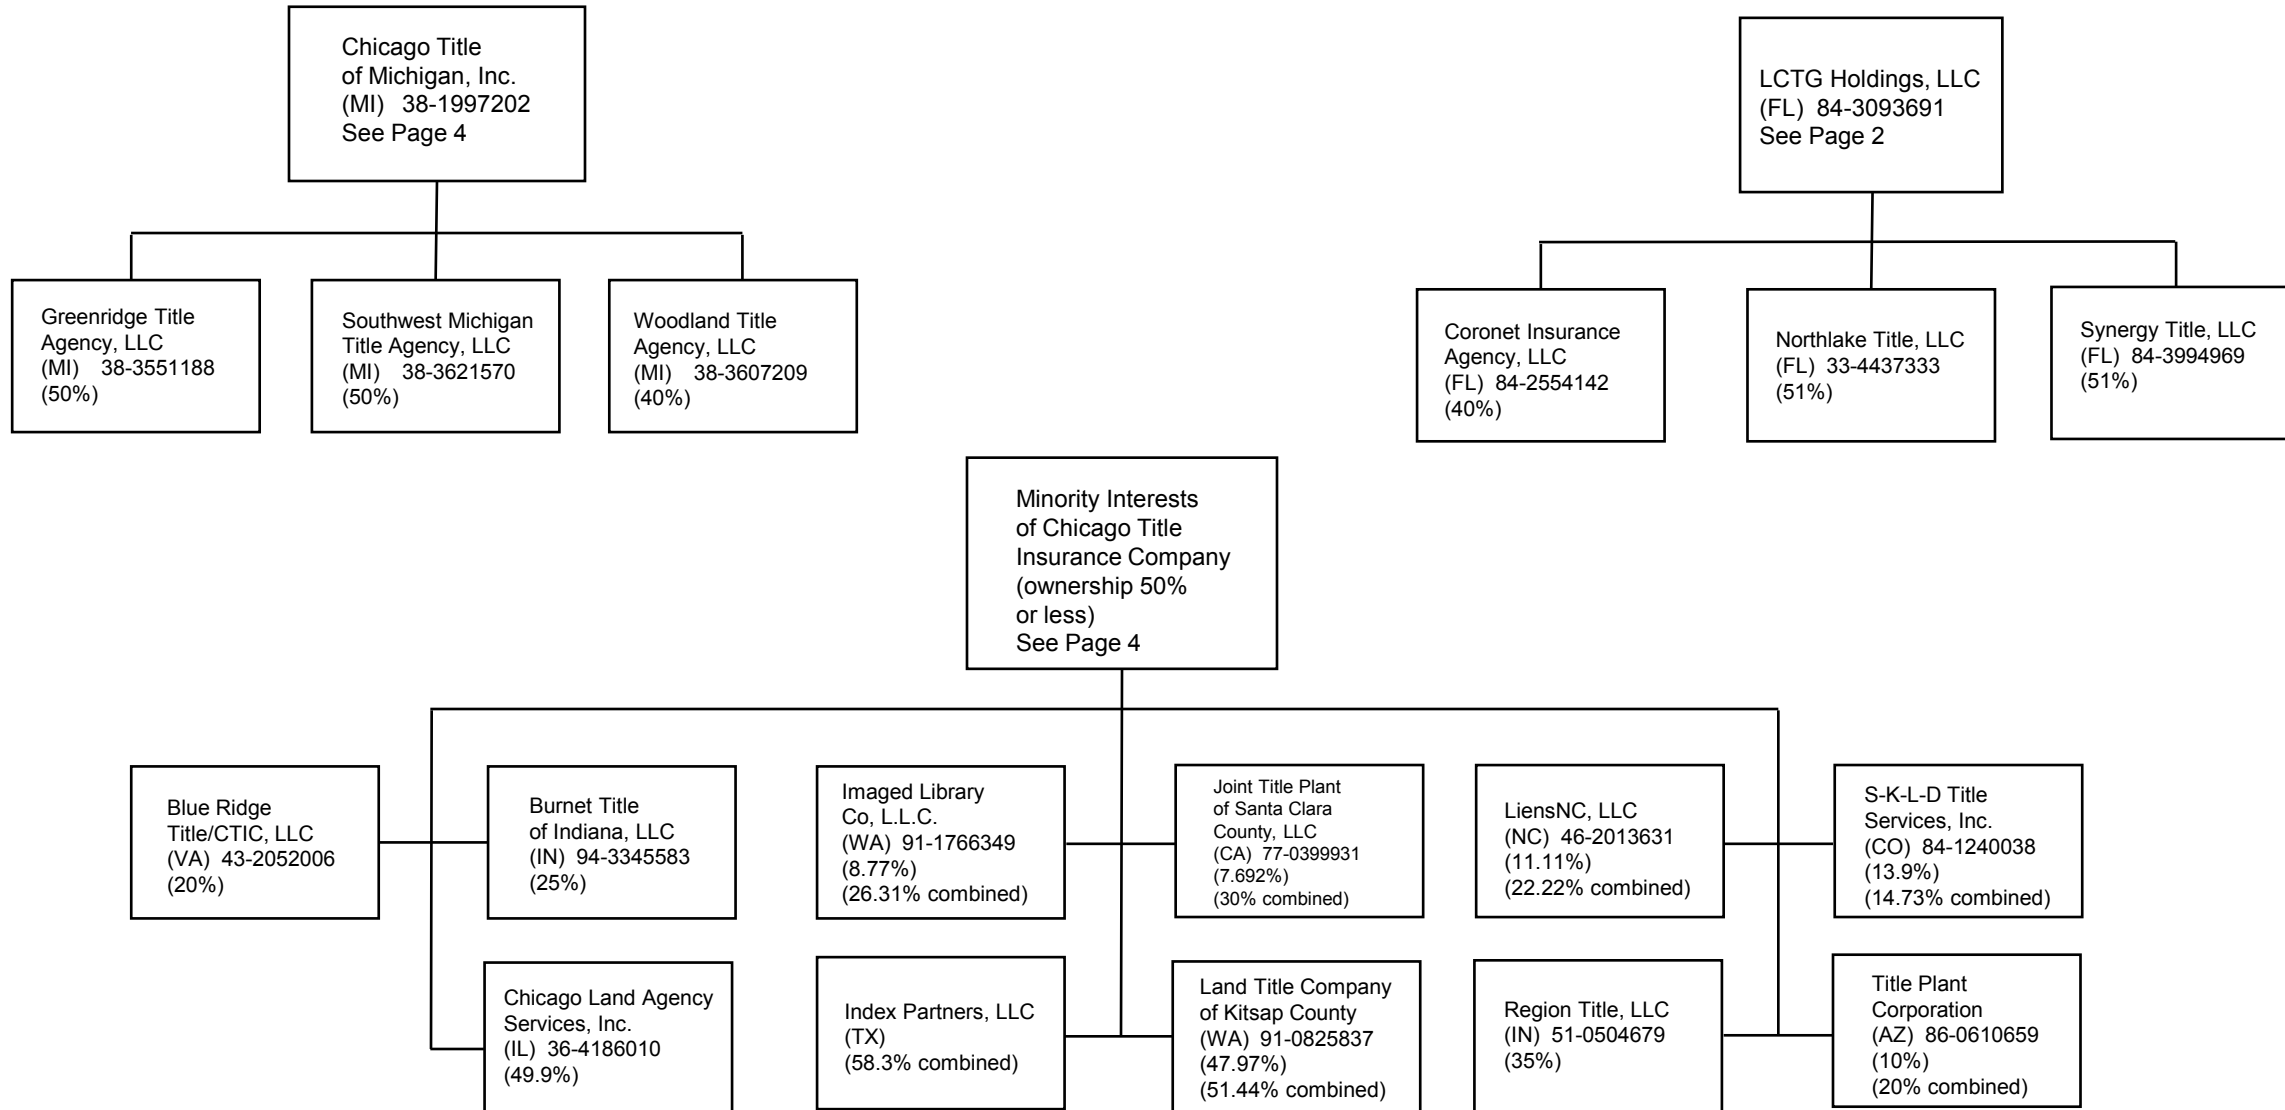 Chicago Title
of Michigan, Inc.
(MI) 38-1997202
See Page 4
LCTG Holdings, LLC
(FL) 84-3093691
See Page 2
Greenridge Title
Agency, LLC
(MI) 38-3551188
(50%)
Southwest Michigan
Title Agency, LLC
(MI) 38-3621570
(50%)
Woodland Title
Agency, LLC
(MI) 38-3607209
(40%)
Coronet Insurance
Agency, LLC
(FL) 84-2554142
(40%)
Northlake Title, LLC
(FL) 33-4437333
(51%)
Synergy Title, LLC
(FL) 84-3994969
(51%)
Minority Interests
of Chicago Title
Insurance Company
(ownership 50%
or less)
See Page 4
Blue Ridge
Title/CTIC, LLC
(VA) 43-2052006
(20%)
Burnet Title
of Indiana, LLC
(IN) 94-3345583
(25%)
Imaged Library
Co, L.L.C.
(WA) 91-1766349
(8.77%)
(26.31% combined)
Joint Title Plant
of Santa Clara
County, LLC
(CA) 77-0399931
(7.692%)
(30% combined)
LiensNC, LLC
(NC) 46-2013631
(11.11%)
(22.22% combined)
S-K-L-D Title
Services, Inc.
(CO) 84-1240038
(13.9%)
(14.73% combined)
Chicago Land Agency
Services, Inc.
(IL) 36-4186010
(49.9%)
Index Partners, LLC
(TX)
(58.3% combined)
Land Title Company
of Kitsap County
(WA) 91-0825837
(47.97%)
(51.44% combined)
Region Title, LLC
(IN) 51-0504679
(35%)
Title Plant
Corporation
(AZ) 86-0610659
(10%)
(20% combined)